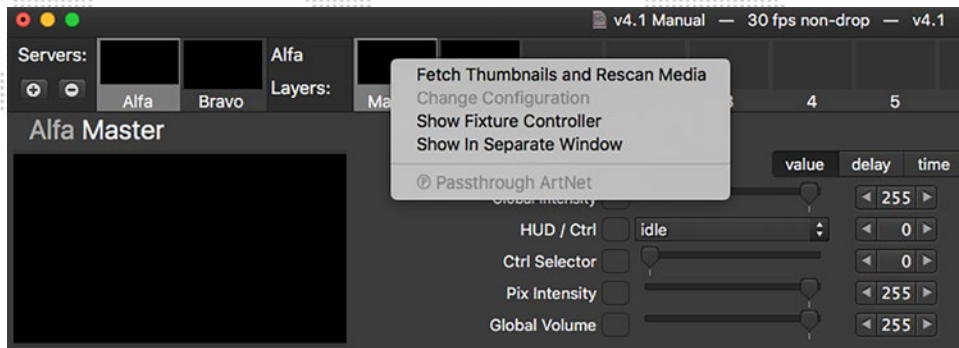 v4.1 Manual — 30 fps non-drop — v4.1
Servers:
Alfa
Layers:
Alfa
Bravo
4
5
Fetch Thumbnails and Rescan Media
Change Configuration
Show Fixture Controller
Show In Separate Window
Ⓟ Passthrough ArtNet
Alfa Master
value delay time
Global Intensity 255
HUD / Ctrl idle 0
Ctrl Selector 0
Pix Intensity 255
Global Volume 255